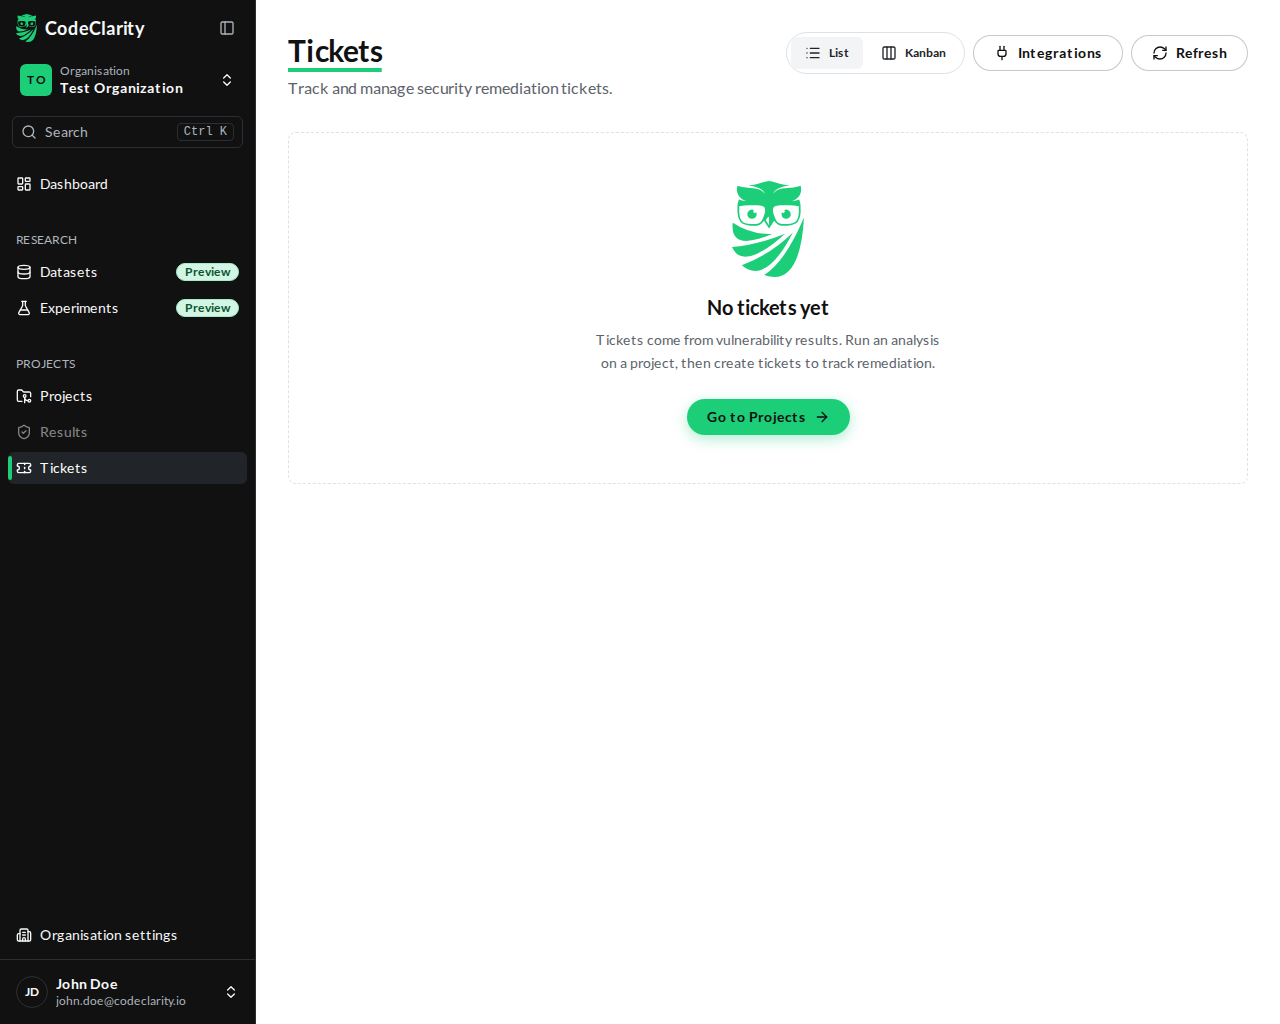 CodeClarity
TO
Organisation
Test Organization
Search
Ctrl K
Dashboard
RESEARCH
Datasets
Preview
Experiments
Preview
PROJECTS
Projects
Results
Tickets
Organisation settings
JD
John Doe
john.doe@codeclarity.io
Tickets
Track and manage security remediation tickets.
List
Kanban
Integrations
Refresh
No tickets yet
Tickets come from vulnerability results. Run an analysis
on a project, then create tickets to track remediation.
Go to Projects